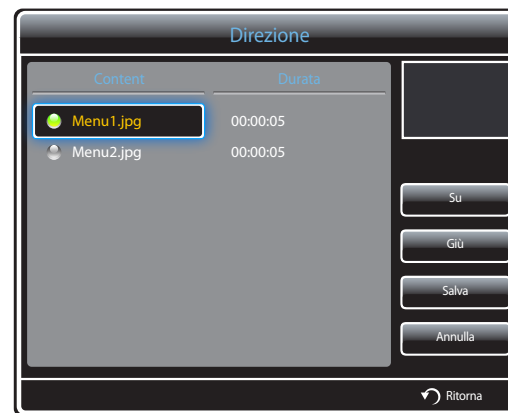 Direzione
Content Durata
Menu1.jpg 00:00:05
Menu2.jpg 00:00:05
Su
Giù
Salva
Annulla
Ritorna